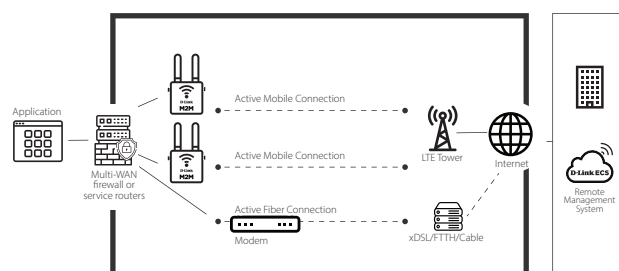 Application
Multi-WAN
firewall or
service routers
D-Link
M2M
Active Mobile Connection
D-Link
M2M
Active Mobile Connection
Active Fiber Connection
Modem
LTE Tower
Internet
xDSL/FTTH/Cable
D-Link ECS
Remote
Management
System